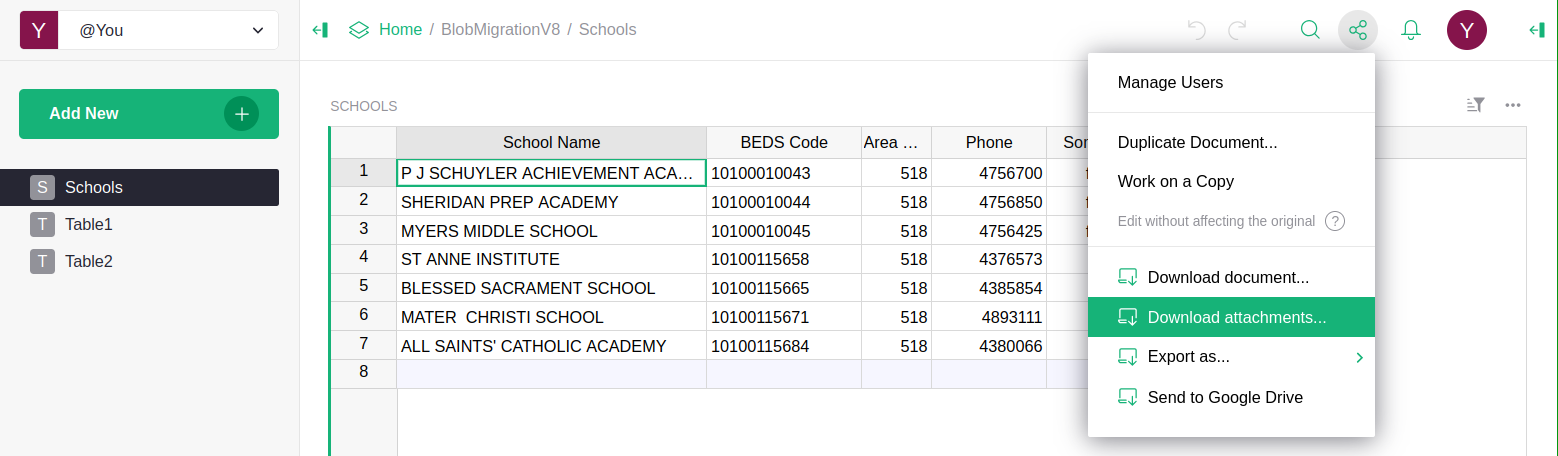 Y @You
Home / BlobMigrationV8 / Schools
Y
Add New
S Schools
T Table1
T Table2
SCHOOLS
School Name BEDS Code Area … Phone
1 P J SCHUYLER ACHIEVEMENT ACA… 10100010043 518 4756700
2 SHERIDAN PREP ACADEMY 10100010044 518 4756850
3 MYERS MIDDLE SCHOOL 10100010045 518 4756425
4 ST ANNE INSTITUTE 10100115658 518 4376573
5 BLESSED SACRAMENT SCHOOL 10100115665 518 4385854
6 MATER  CHRISTI SCHOOL 10100115671 518 4893111
7 ALL SAINTS' CATHOLIC ACADEMY 10100115684 518 4380066
8
Manage Users
Duplicate Document...
Work on a Copy
Edit without affecting the original ?
Download document...
Download attachments...
Export as...
Send to Google Drive